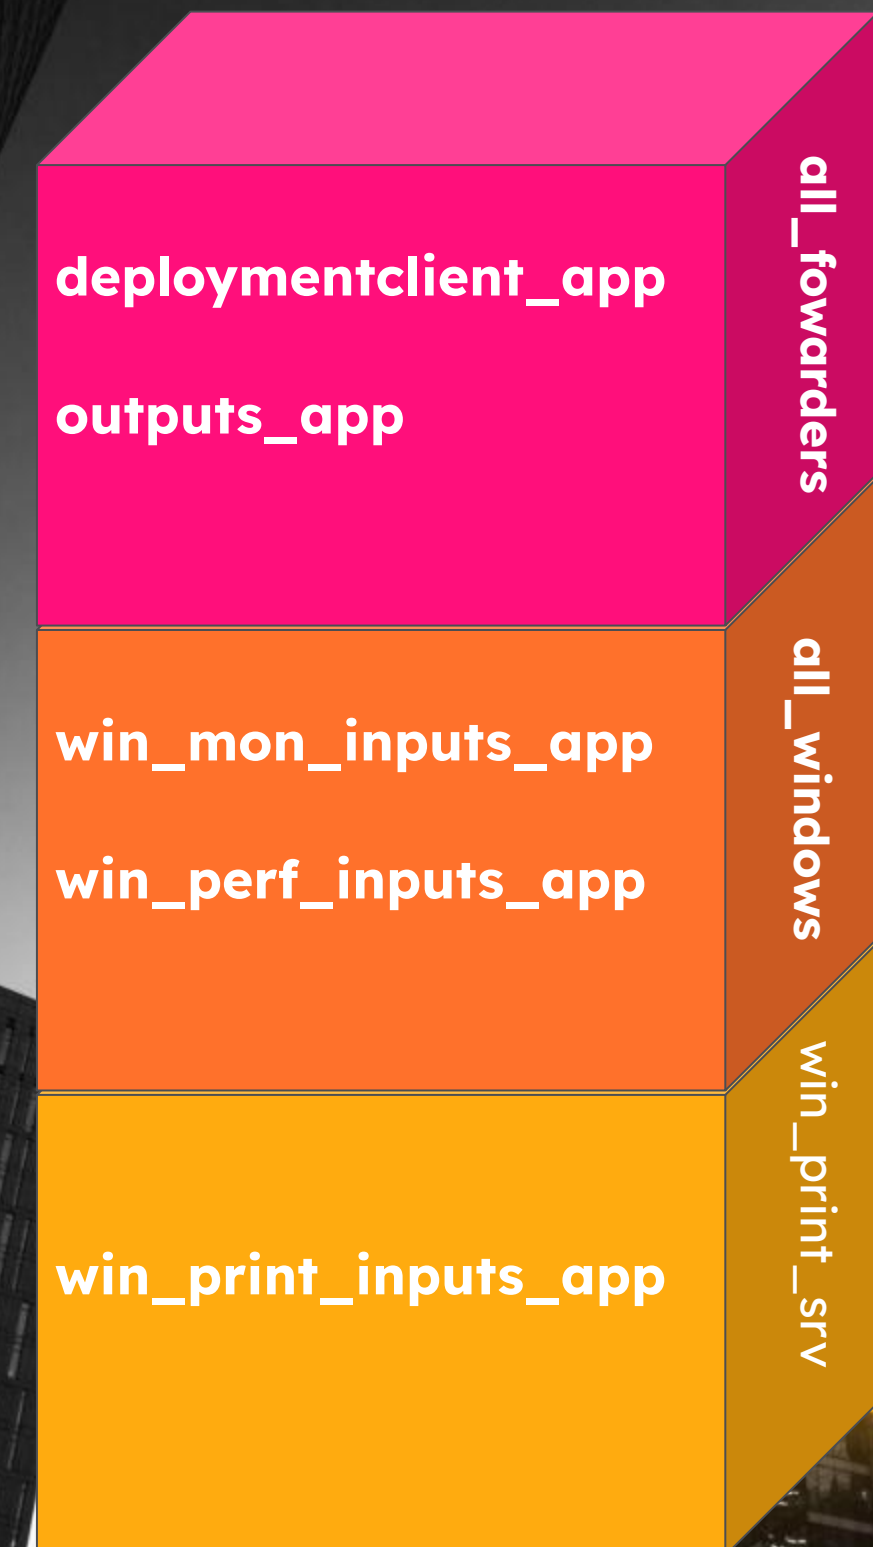 deploymentclient_app
outputs_app
all_fowarders
win_mon_inputs_app
win_perf_inputs_app
all_windows
win_print_inputs_app
win_print_srv